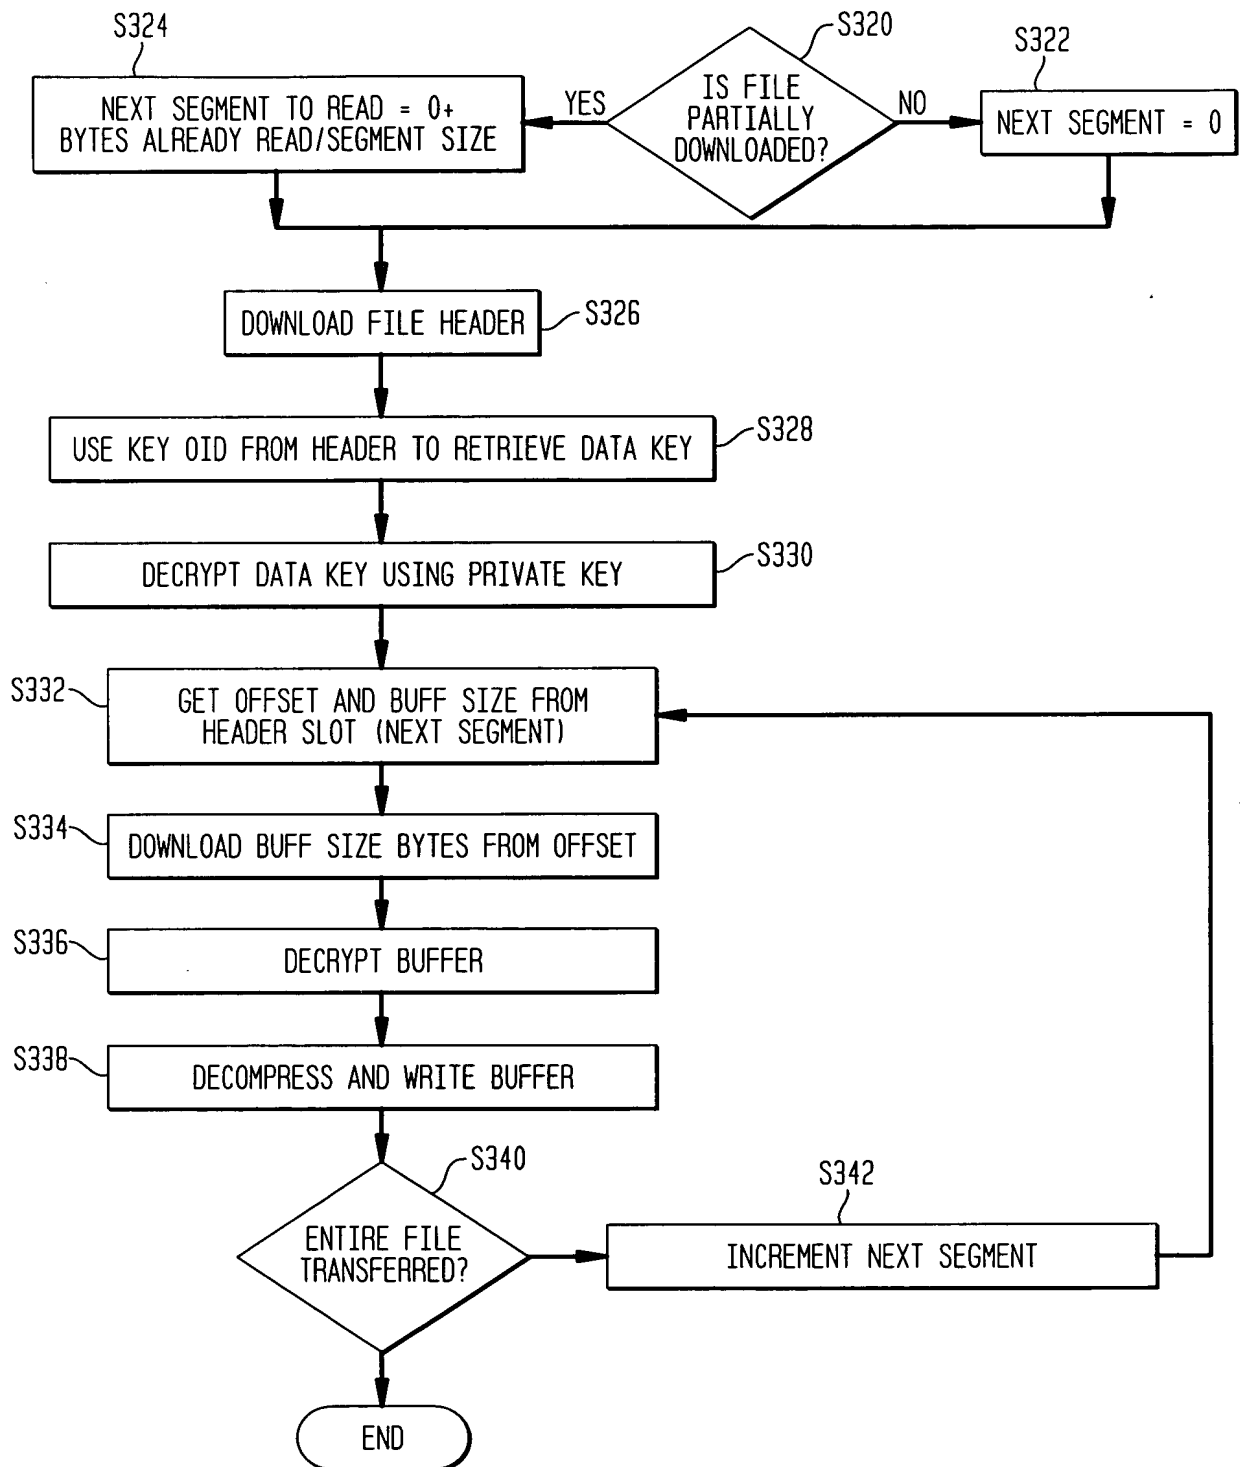 S324
NEXT SEGMENT TO READ = 0+
BYTES ALREADY READ/SEGMENT SIZE
YES
S320
IS FILE
PARTIALLY
DOWNLOADED?
NO
S322
NEXT SEGMENT = 0
DOWNLOAD FILE HEADER
S326
USE KEY OID FROM HEADER TO RETRIEVE DATA KEY
S328
DECRYPT DATA KEY USING PRIVATE KEY
S330
S332
GET OFFSET AND BUFF SIZE FROM
HEADER SLOT (NEXT SEGMENT)
S334
DOWNLOAD BUFF SIZE BYTES FROM OFFSET
S336
DECRYPT BUFFER
S338
DECOMPRESS AND WRITE BUFFER
S340
ENTIRE FILE
TRANSFERRED?
S342
INCREMENT NEXT SEGMENT
END